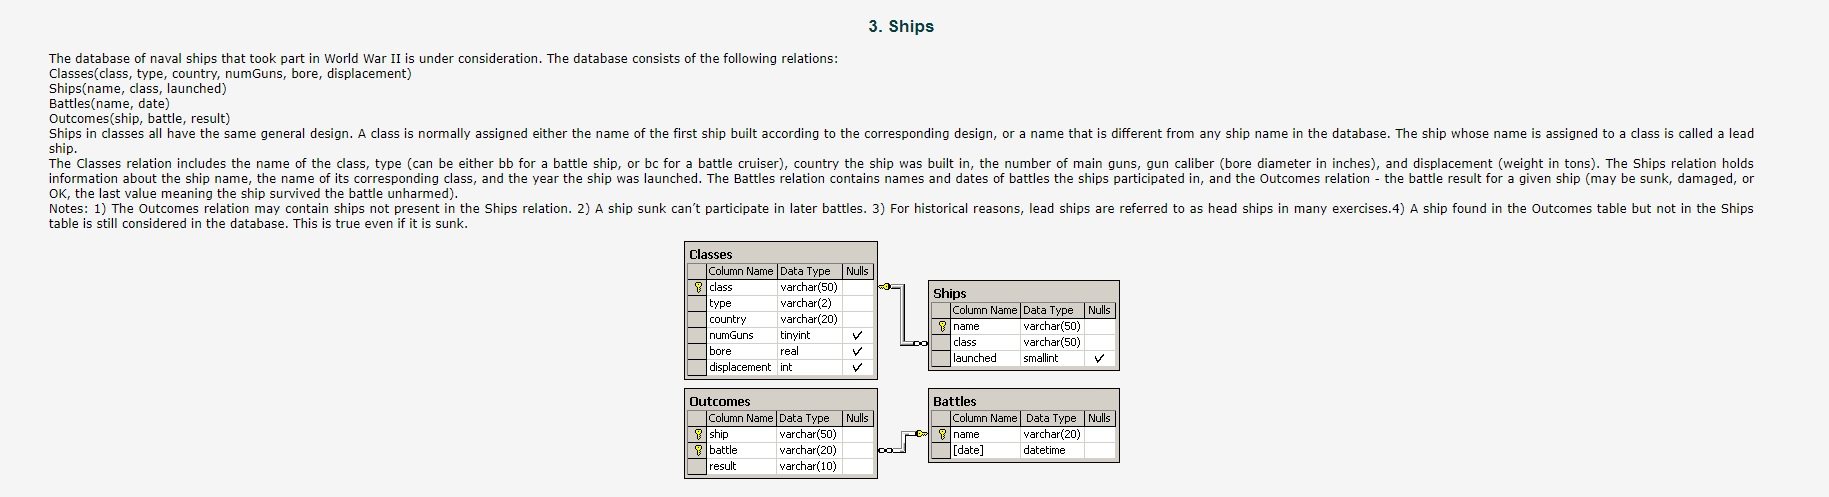 3. Ships
The database of naval ships that took part in World War II is under consideration. The database consists of the following relations:
Classes(class, type, country, numGuns, bore, displacement)
Ships(name, class, launched)
Battles(name, date)
Outcomes(ship, battle, result)
Ships in classes all have the same general design. A class is normally assigned either the name of the first ship built according to the corresponding design, or a name that is different from any ship name in the database. The ship whose name is assigned to a class is called a lead
ship.
The Classes relation includes the name of the class, type (can be either bb for a battle ship, or bc for a battle cruiser), country the ship was built in, the number of main guns, gun caliber (bore diameter in inches), and displacement (weight in tons). The Ships relation holds
information about the ship name, the name of its corresponding class, and the year the ship was launched. The Battles relation contains names and dates of battles the ships participated in, and the Outcomes relation - the battle result for a given ship (may be sunk, damaged, or
OK, the last value meaning the ship survived the battle unharmed).
Notes: 1) The Outcomes relation may contain ships not present in the Ships relation. 2) A ship sunk can't participate in later battles. 3) For historical reasons, lead ships are referred to as head ships in many exercises.4) A ship found in the Outcomes table but not in the Ships
table is still considered in the database. This is true even if it is sunk.
Classes
Column Name Data Type Nulls
class varchar(50)
type varchar(2)
country varchar(20)
numGuns tinyint
bore real
displacement int
Ships
Column Name Data Type Nulls
name varchar(50)
class varchar(50)
launched smallint
Outcomes
Column Name Data Type Nulls
ship varchar(50)
battle varchar(20)
result varchar(10)
Battles
Column Name Data Type Nulls
name varchar(20)
[date] datetime